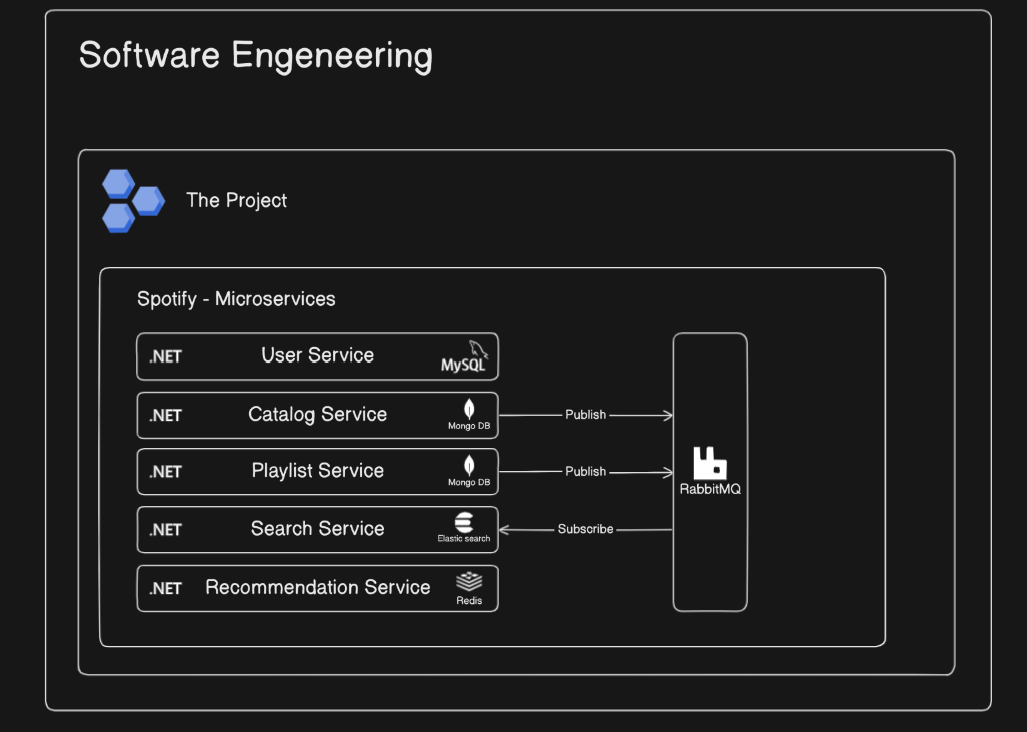 Software Engeneering
The Project
Spotify - Microservices
.NET User Service MySQL
.NET Catalog Service Mongo DB Publish
.NET Playlist Service Mongo DB Publish
RabbitMQ
.NET Search Service Elastic search Subscribe
.NET Recommendation Service Redis